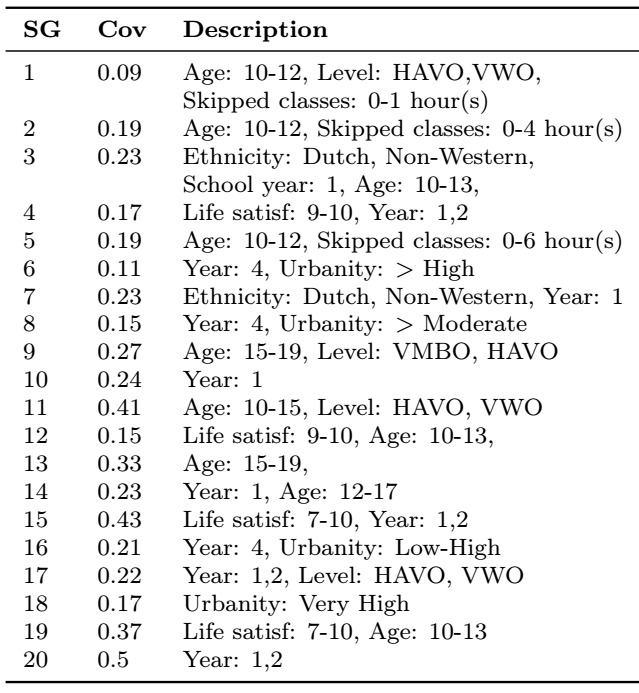 SG Cov Description
1 0.09 Age: 10-12, Level: HAVO,VWO,
Skipped classes: 0-1 hour(s)
2 0.19 Age: 10-12, Skipped classes: 0-4 hour(s)
3 0.23 Ethnicity: Dutch, Non-Western,
School year: 1, Age: 10-13,
4 0.17 Life satisf: 9-10, Year: 1,2
5 0.19 Age: 10-12, Skipped classes: 0-6 hour(s)
6 0.11 Year: 4, Urbanity: > High
7 0.23 Ethnicity: Dutch, Non-Western, Year: 1
8 0.15 Year: 4, Urbanity: > Moderate
9 0.27 Age: 15-19, Level: VMBO, HAVO
10 0.24 Year: 1
11 0.41 Age: 10-15, Level: HAVO, VWO
12 0.15 Life satisf: 9-10, Age: 10-13,
13 0.33 Age: 15-19,
14 0.23 Year: 1, Age: 12-17
15 0.43 Life satisf: 7-10, Year: 1,2
16 0.21 Year: 4, Urbanity: Low-High
17 0.22 Year: 1,2, Level: HAVO, VWO
18 0.17 Urbanity: Very High
19 0.37 Life satisf: 7-10, Age: 10-13
20 0.5 Year: 1,2